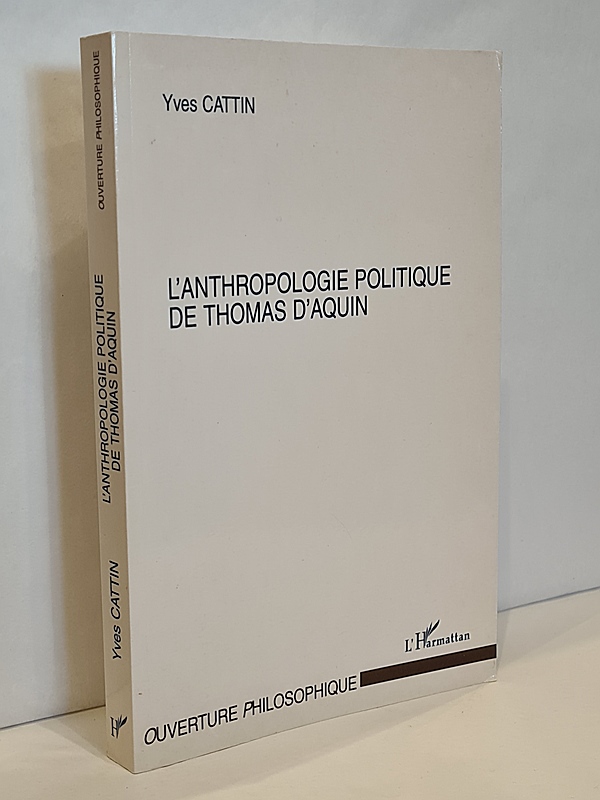 Yves CATTIN
L'ANTHROPOLOGIE POLITIQUE
DE THOMAS D'AQUIN
L'Harmattan
OUVERTURE PHILOSOPHIQUE
OUVERTURE PHILOSOPHIQUE
L'ANTHROPOLOGIE POLITIQUE
DE THOMAS D'AQUIN
Yves CATTIN
H